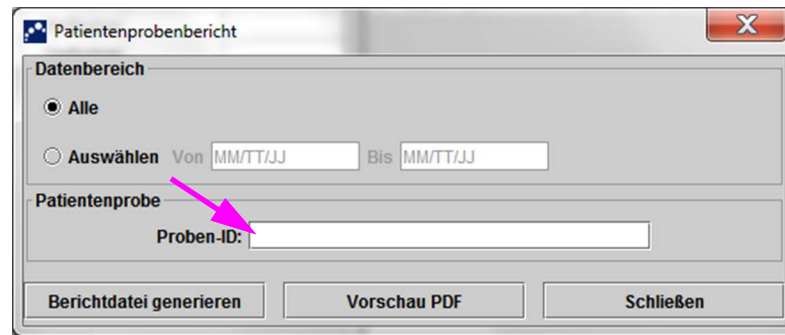 Patientenprobenbericht
Datenbereich
Alle
Auswählen Von MM/TT/JJ Bis MM/TT/JJ
Patientenprobe
Proben-ID:
Berichtdatei generieren Vorschau PDF Schließen